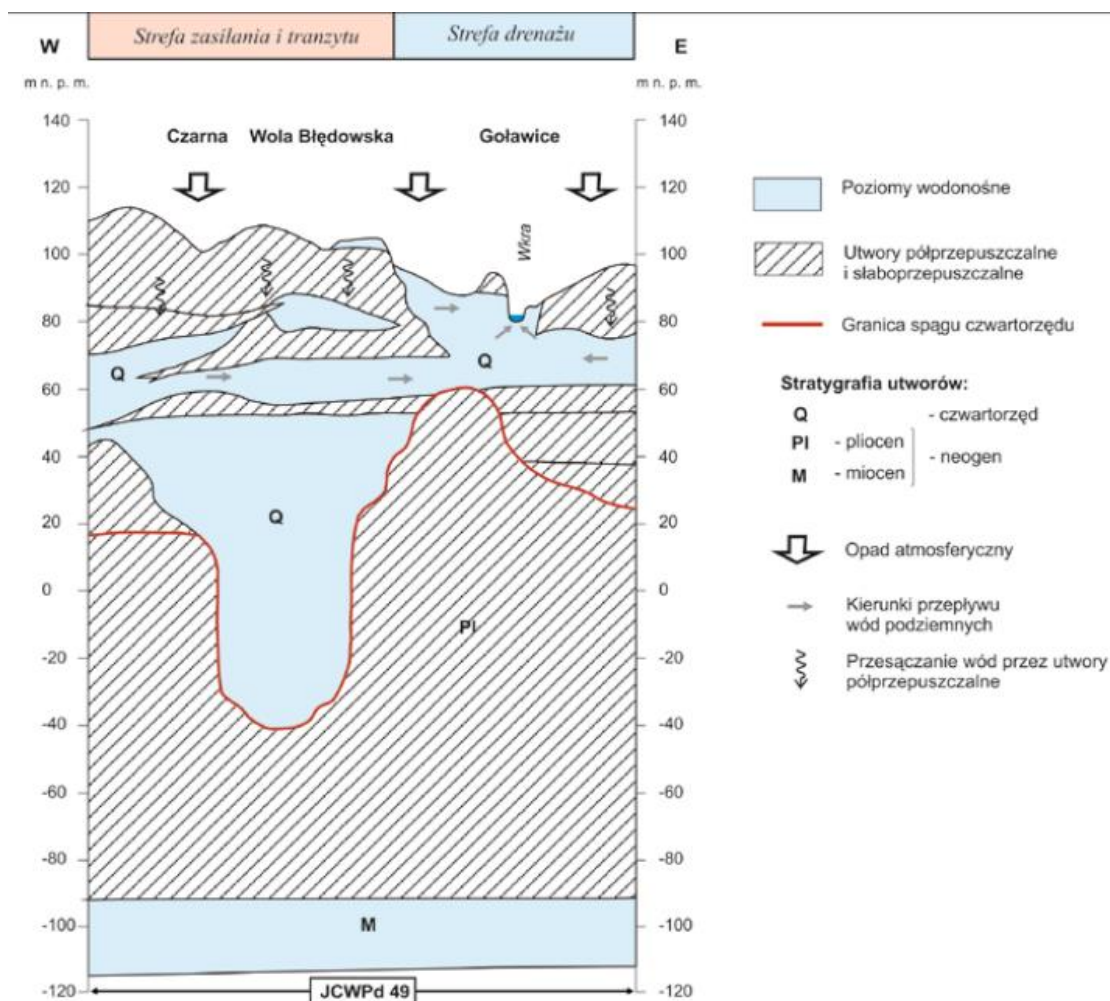 Strefa zasilania i tranzytu
Strefa drenażu
W
E
m n. p. m.
m n. p. m.
140
120
100
80
60
40
20
0
-20
-40
-60
-80
-100
-120
140
120
100
80
60
40
20
0
-20
-40
-60
-80
-100
-120
Czarna
Wola Błędowska
Goławice
Wkra
Q
Q
Q
Pl
M
JCWPd 49
Poziomy wodonośne
Utwory półprzepuszczalne
i słaboprzepuszczalne
Granica spągu czwartorzędu
Stratygrafia utworów:
Q - czwartorzęd
Pl - pliocen
- neogen
M - miocen
Opad atmosferyczny
Kierunki przepływu
wód podziemnych
Przesączanie wód przez utwory
półprzepuszczalne